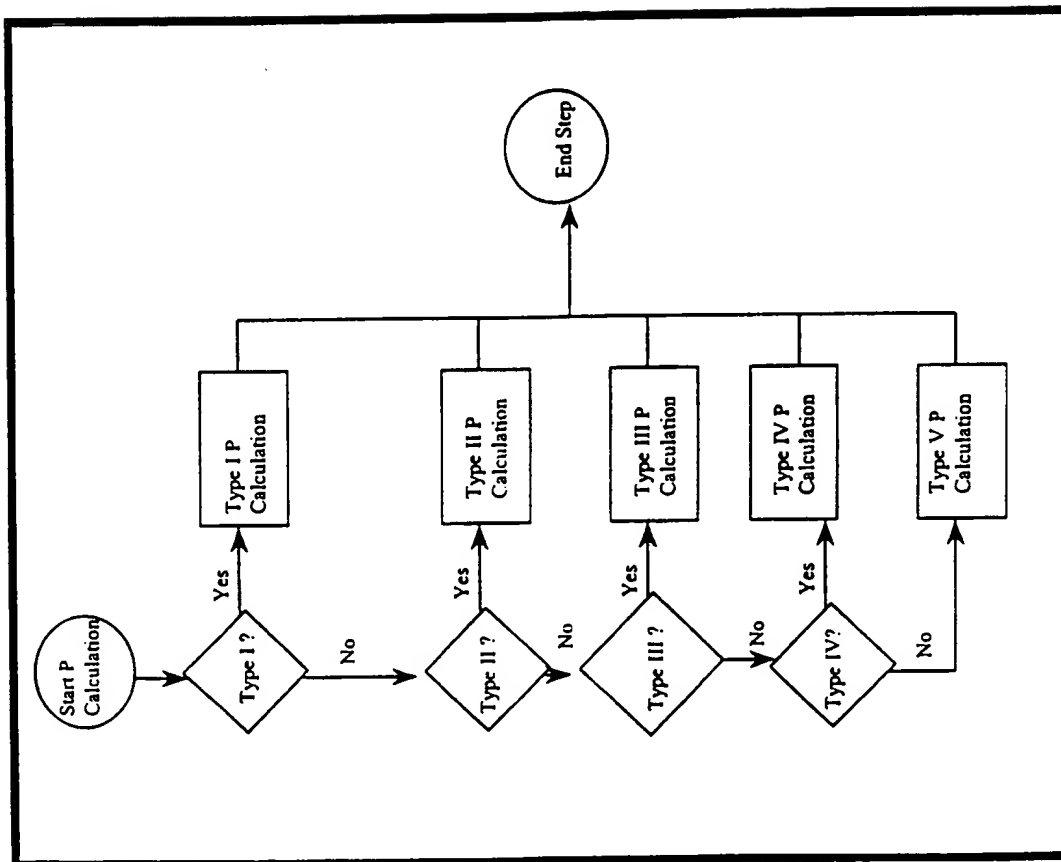 Start P
Calculation
Type I ?
Yes
Type I P
Calculation
No
Type II ?
Yes
Type II P
Calculation
No
Type III ?
Yes
Type III P
Calculation
No
Type IV?
Yes
Type IV P
Calculation
No
Type V P
Calculation
End Step